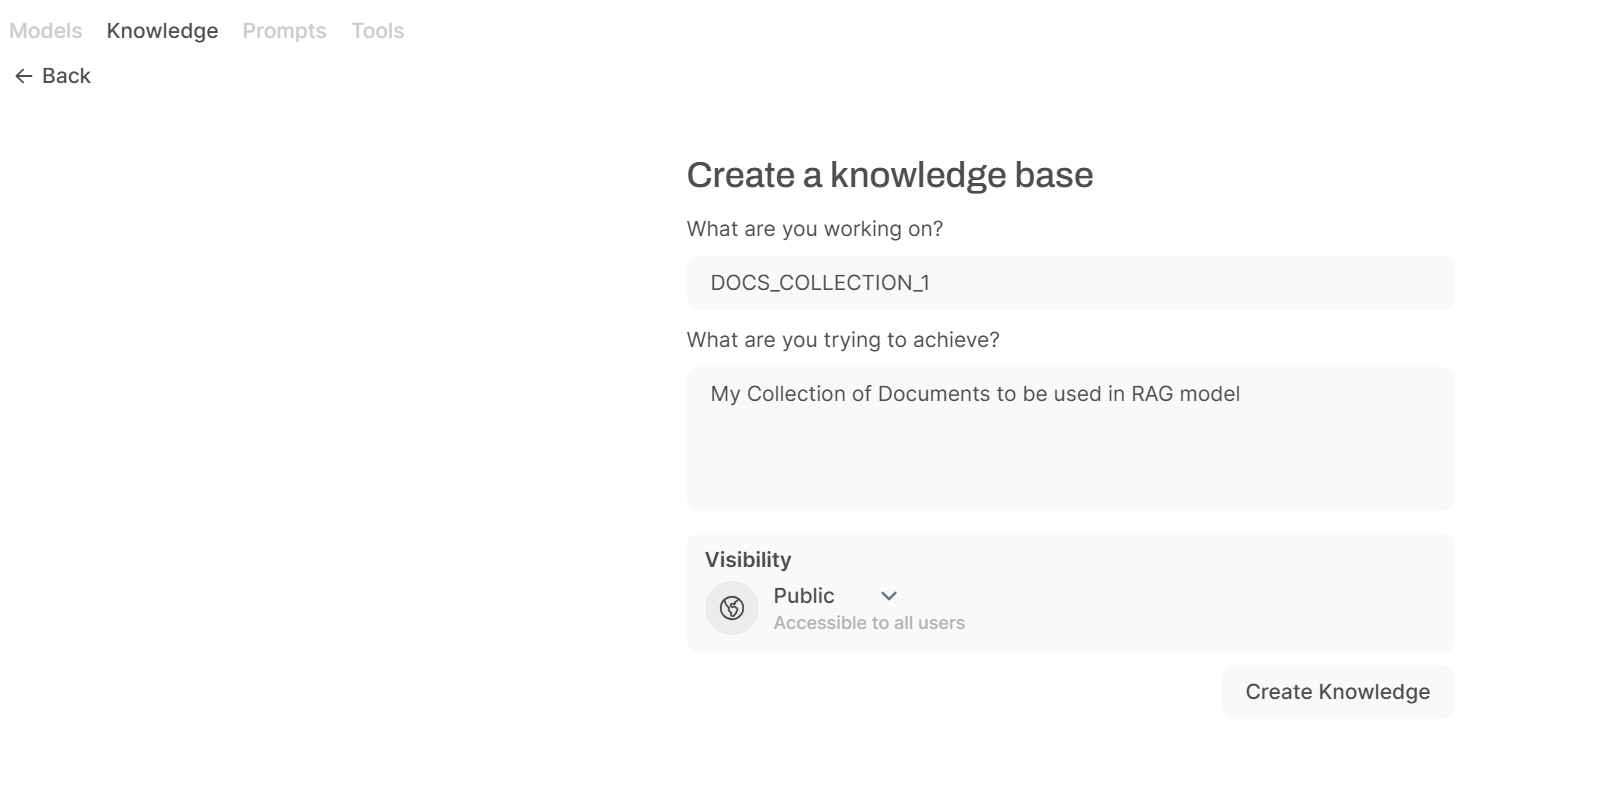 Models Knowledge Prompts Tools
← Back
Create a knowledge base
What are you working on?
DOCS_COLLECTION_1
What are you trying to achieve?
My Collection of Documents to be used in RAG model
Visibility
Public
Accessible to all users
Create Knowledge